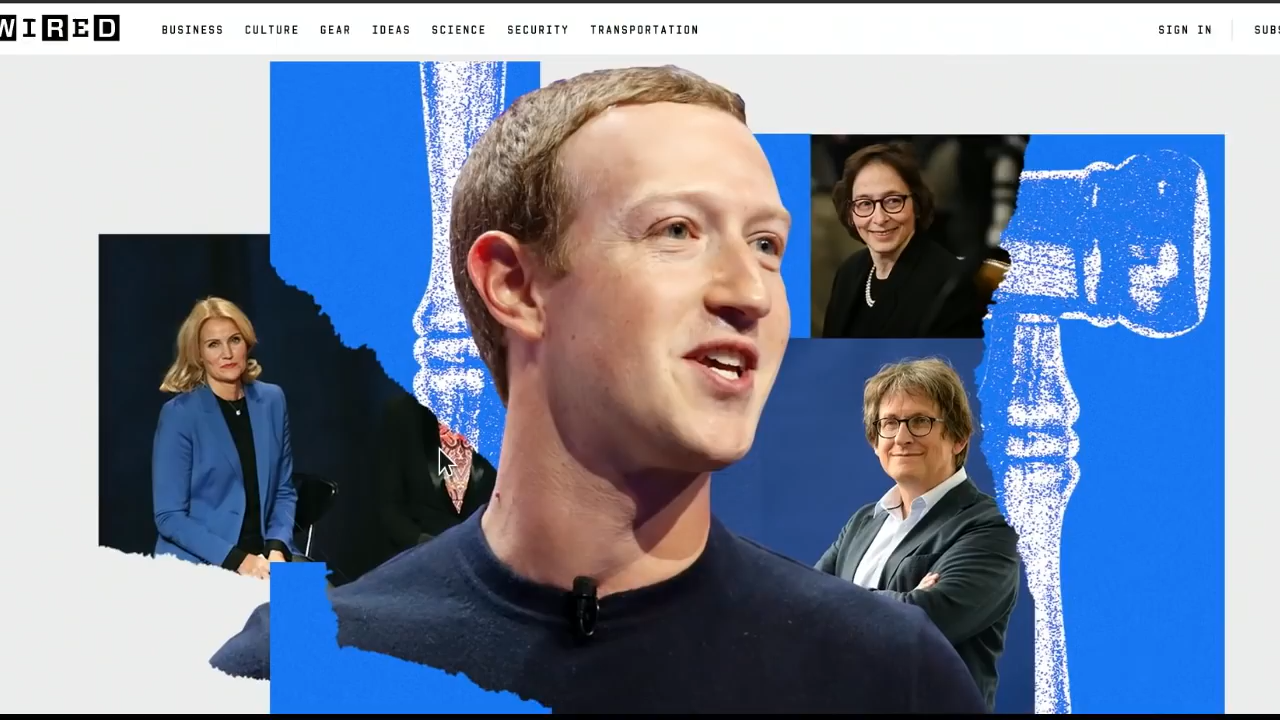 WIRED
BUSINESS CULTURE GEAR IDEAS SCIENCE SECURITY TRANSPORTATION
SIGN IN